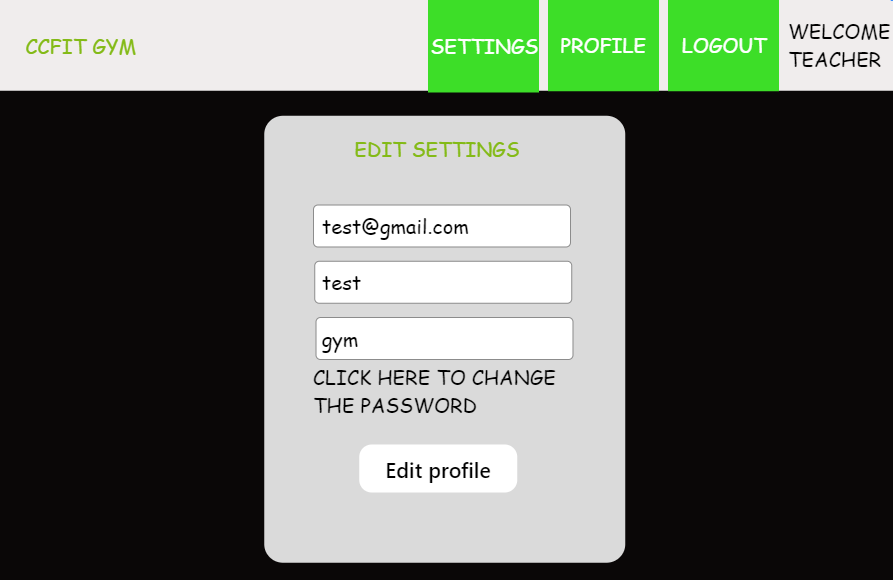 CCFIT GYM
SETTINGS
PROFILE
LOGOUT
WELCOME
TEACHER
EDIT SETTINGS
test@gmail.com
test
gym
CLICK HERE TO CHANGE
THE PASSWORD
Edit profile